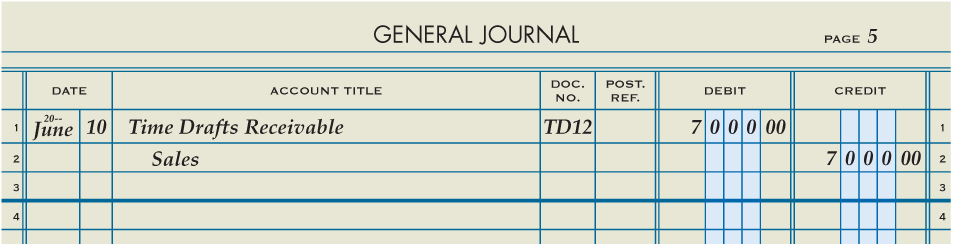 GENERAL JOURNAL PAGE 5
DATE ACCOUNT TITLE DOC. NO. POST. REF. DEBIT CREDIT
1 20-- June 10 Time Drafts Receivable TD12 7 0 0 0 00 1
2 Sales 7 0 0 0 00 2
3 3
4 4